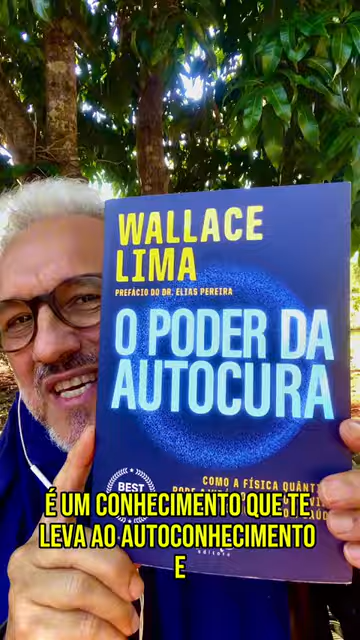 WALLACE
LIMA
PREFÁCIO DO DR. ELIAS PEREIRA
O PODER DA
AUTOCURA
BEST
COMO A FÍSICA
É UM CONHECIMENTO QUE TE
LEVA AO AUTOCONHECIMENTO
E
editora